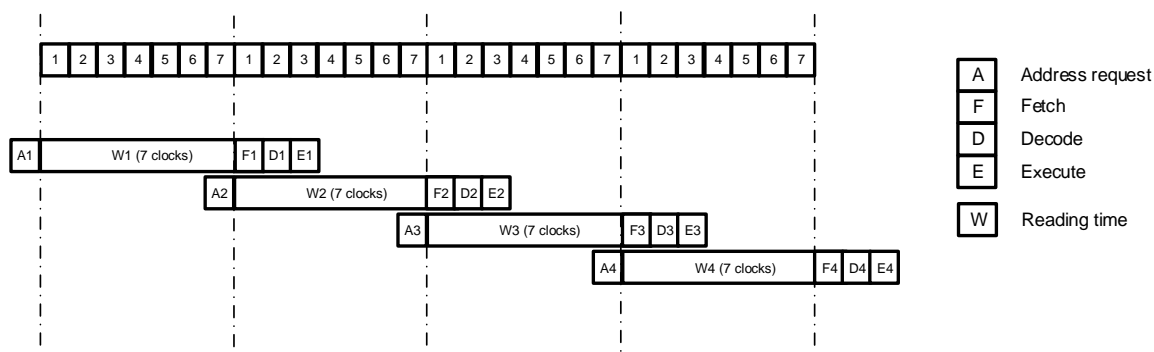 1 2 3 4 5 6 7 1 2 3 4 5 6 7 1 2 3 4 5 6 7 1 2 3 4 5 6 7
A1 W1 (7 clocks) F1 D1 E1
A2 W2 (7 clocks) F2 D2 E2
A3 W3 (7 clocks) F3 D3 E3
A4 W4 (7 clocks) F4 D4 E4
A Address request
F Fetch
D Decode
E Execute
W Reading time